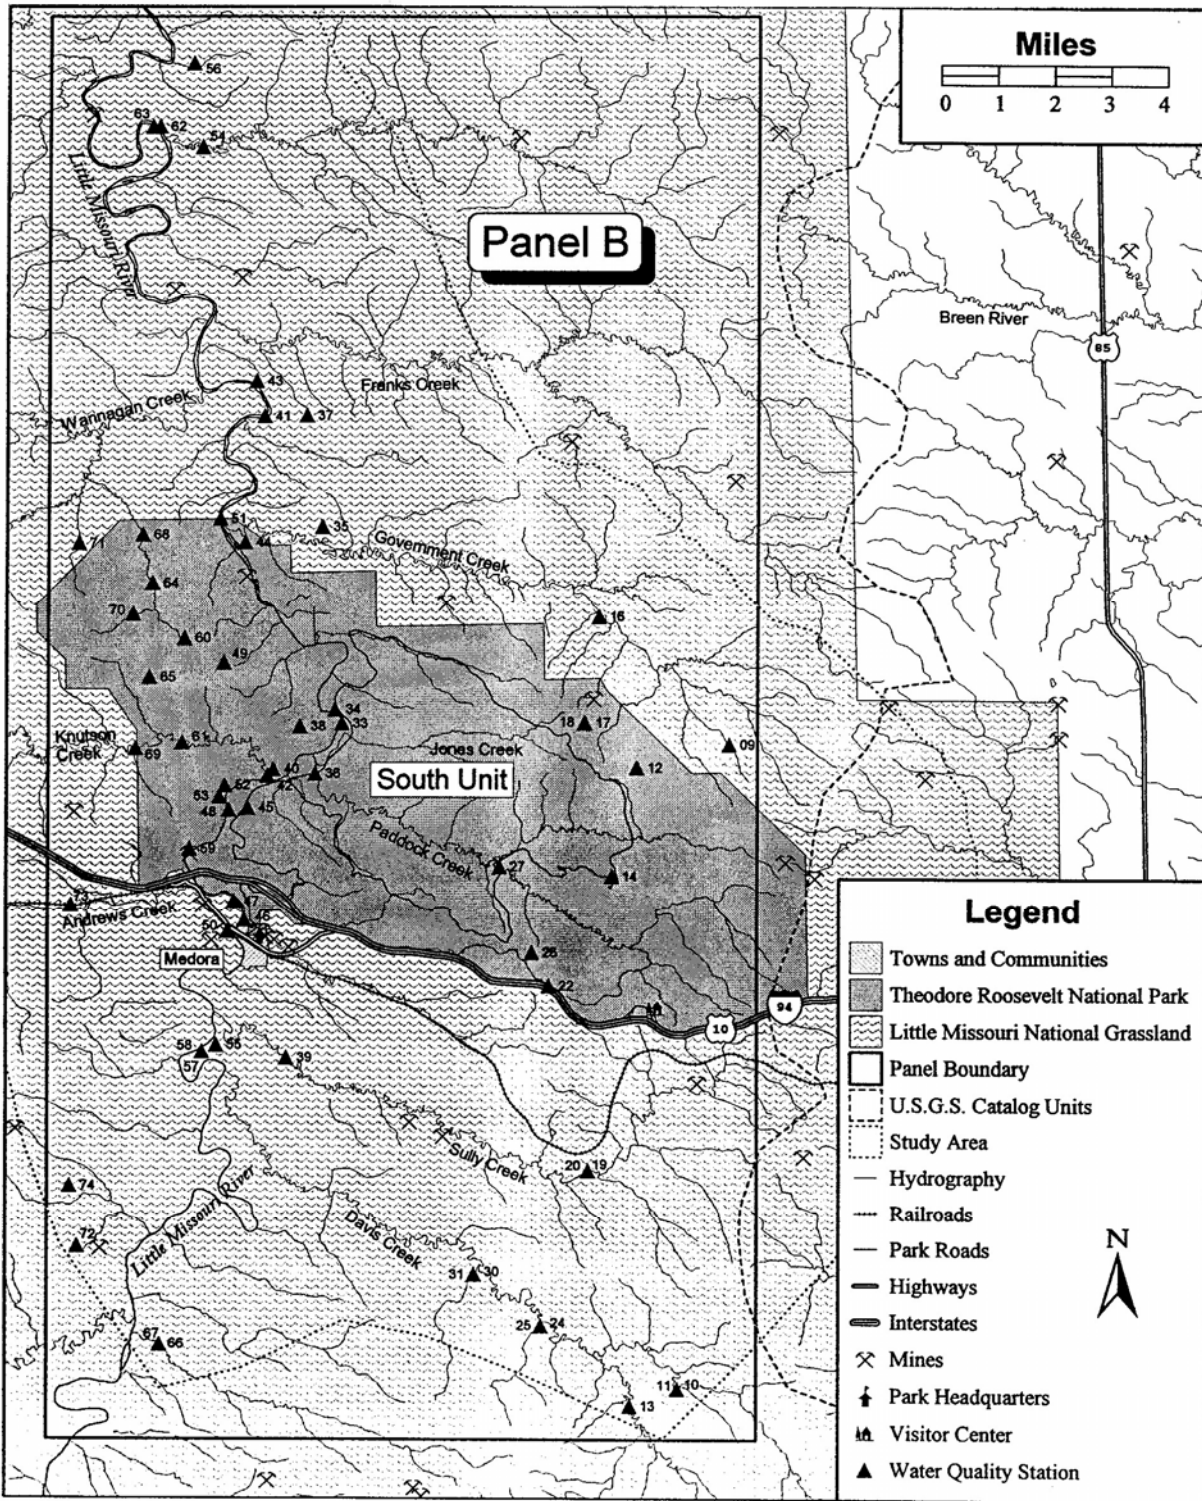 Miles
0 1 2 3 4
56
63 62
54
Little Missouri River
Panel B
Breen River
85
43
Franks Creek
Wannagan Creek
41 37
51
35
68
44
71
Government Creek
64
70
16
60
49
65
34
38 33
18 17
Knutson
Creek
61
69
Jones Creek
09
40
12
42 36
South Unit
52
53
48 45
Paddock Creek
59
27
14
Andrews Creek
47
46
50
Medora
28
22
94
10
58 55
57
39
Sully Creek
20 19
74
Little Missouri River
Davis Creek
72
31 30
25 24
67 66
11 10
13
Legend
Towns and Communities
Theodore Roosevelt National Park
Little Missouri National Grassland
Panel Boundary
U.S.G.S. Catalog Units
Study Area
Hydrography
Railroads
Park Roads
Highways
Interstates
Mines
Park Headquarters
Visitor Center
Water Quality Station
N